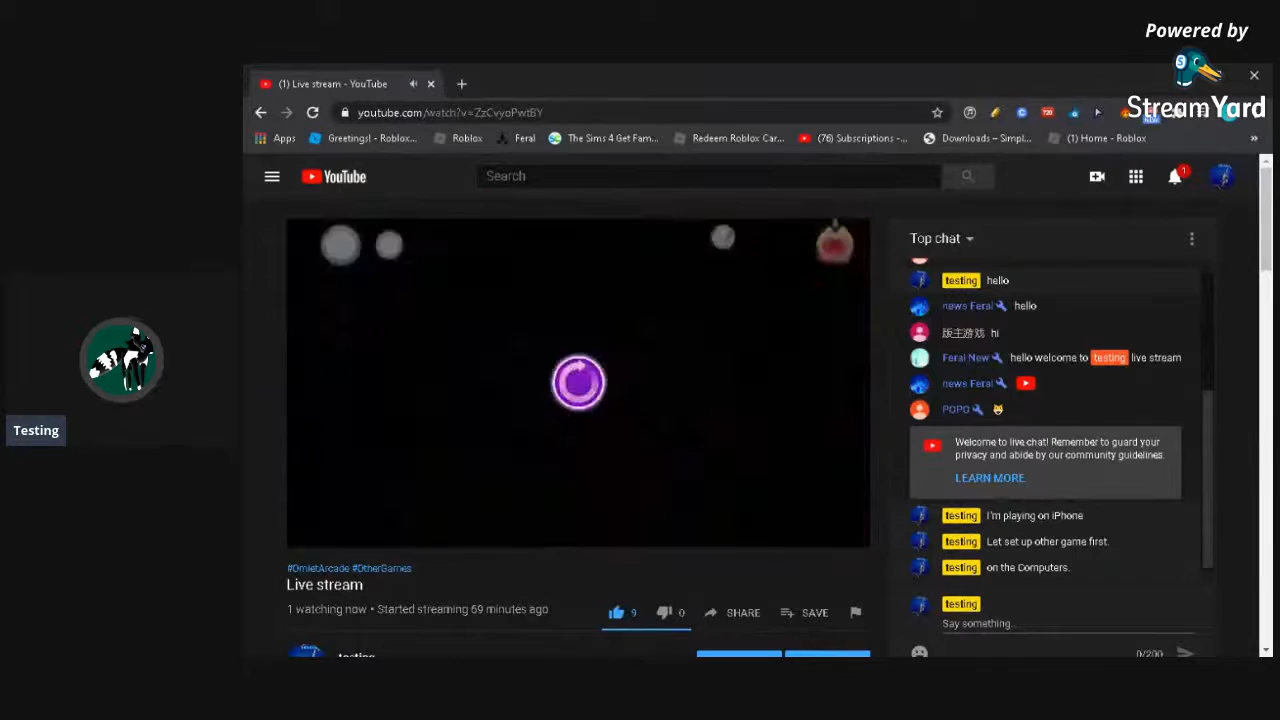 Powered by
StreamYard
(1) Live stream - YouTube
youtube.com/watch?v=ZzCvyoPwtBY
Apps
Greetings! - Roblox...
Roblox
Feral
The Sims 4 Get Fam...
Redeem Roblox Car...
(76) Subscriptions -...
Downloads – Simpl...
(1) Home - Roblox
»
YouTube
Search
1
Top chat
testing hello
news Feral hello
版主游戏 hi
Feral New hello welcome to testing live stream
news Feral
POPO
Welcome to live chat! Remember to guard your
privacy and abide by our community guidelines.
LEARN MORE
testing I'm playing on iPhone
testing Let set up other game first.
testing on the Computers.
testing
Say something...
0/200
#OmletArcade #OtherGames
Live stream
1 watching now • Started streaming 69 minutes ago
9
0
SHARE
SAVE
testing
Testing